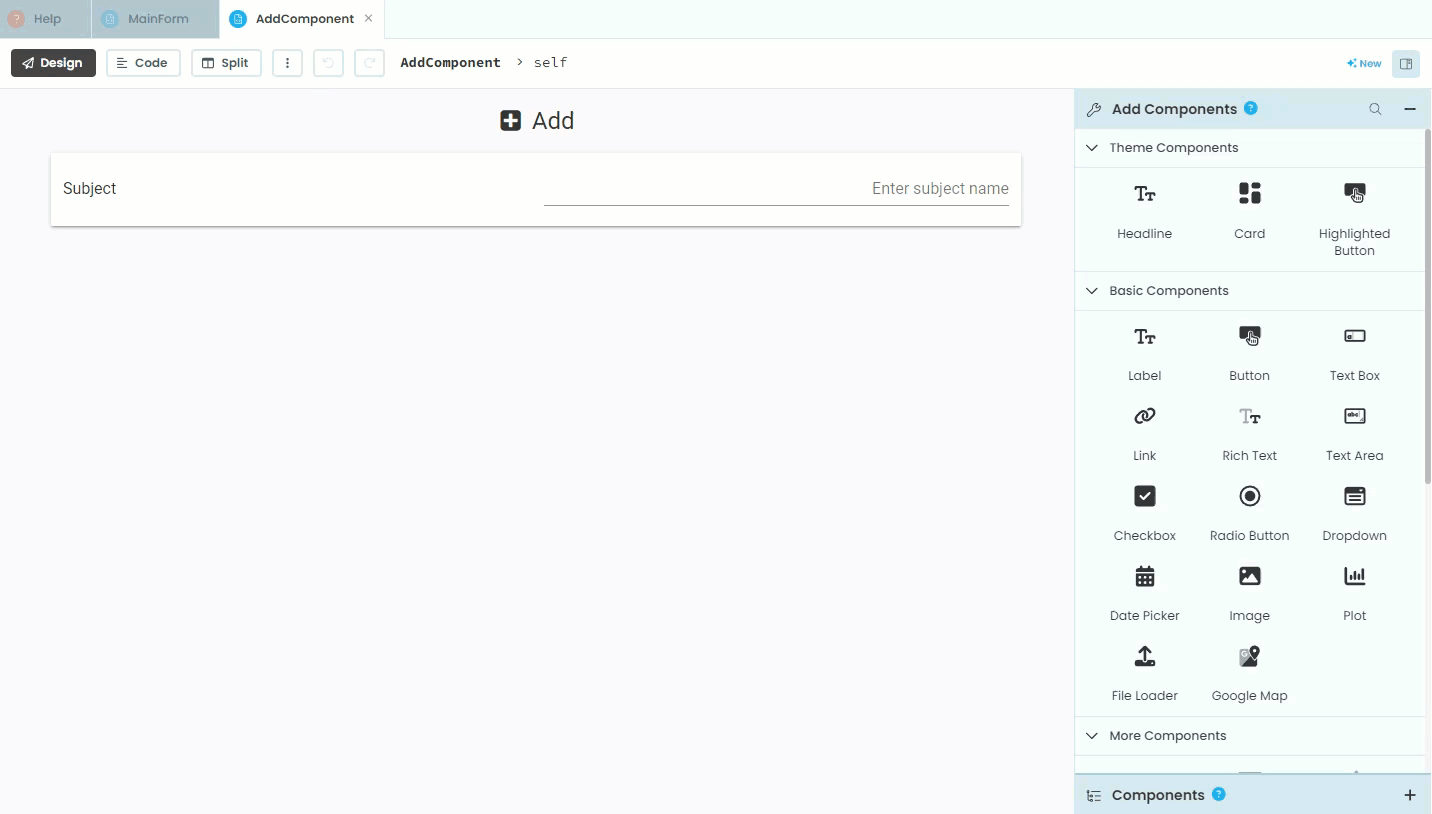 Help
MainForm
AddComponent
Design
Code
Split
AddComponent > self
New
Add
Subject
Enter subject name
Add Components ?
Theme Components
Headline
Card
Highlighted
Button
Basic Components
Label
Button
Text Box
Link
Rich Text
Text Area
Checkbox
Radio Button
Dropdown
Date Picker
Image
Plot
File Loader
Google Map
More Components
Components ?